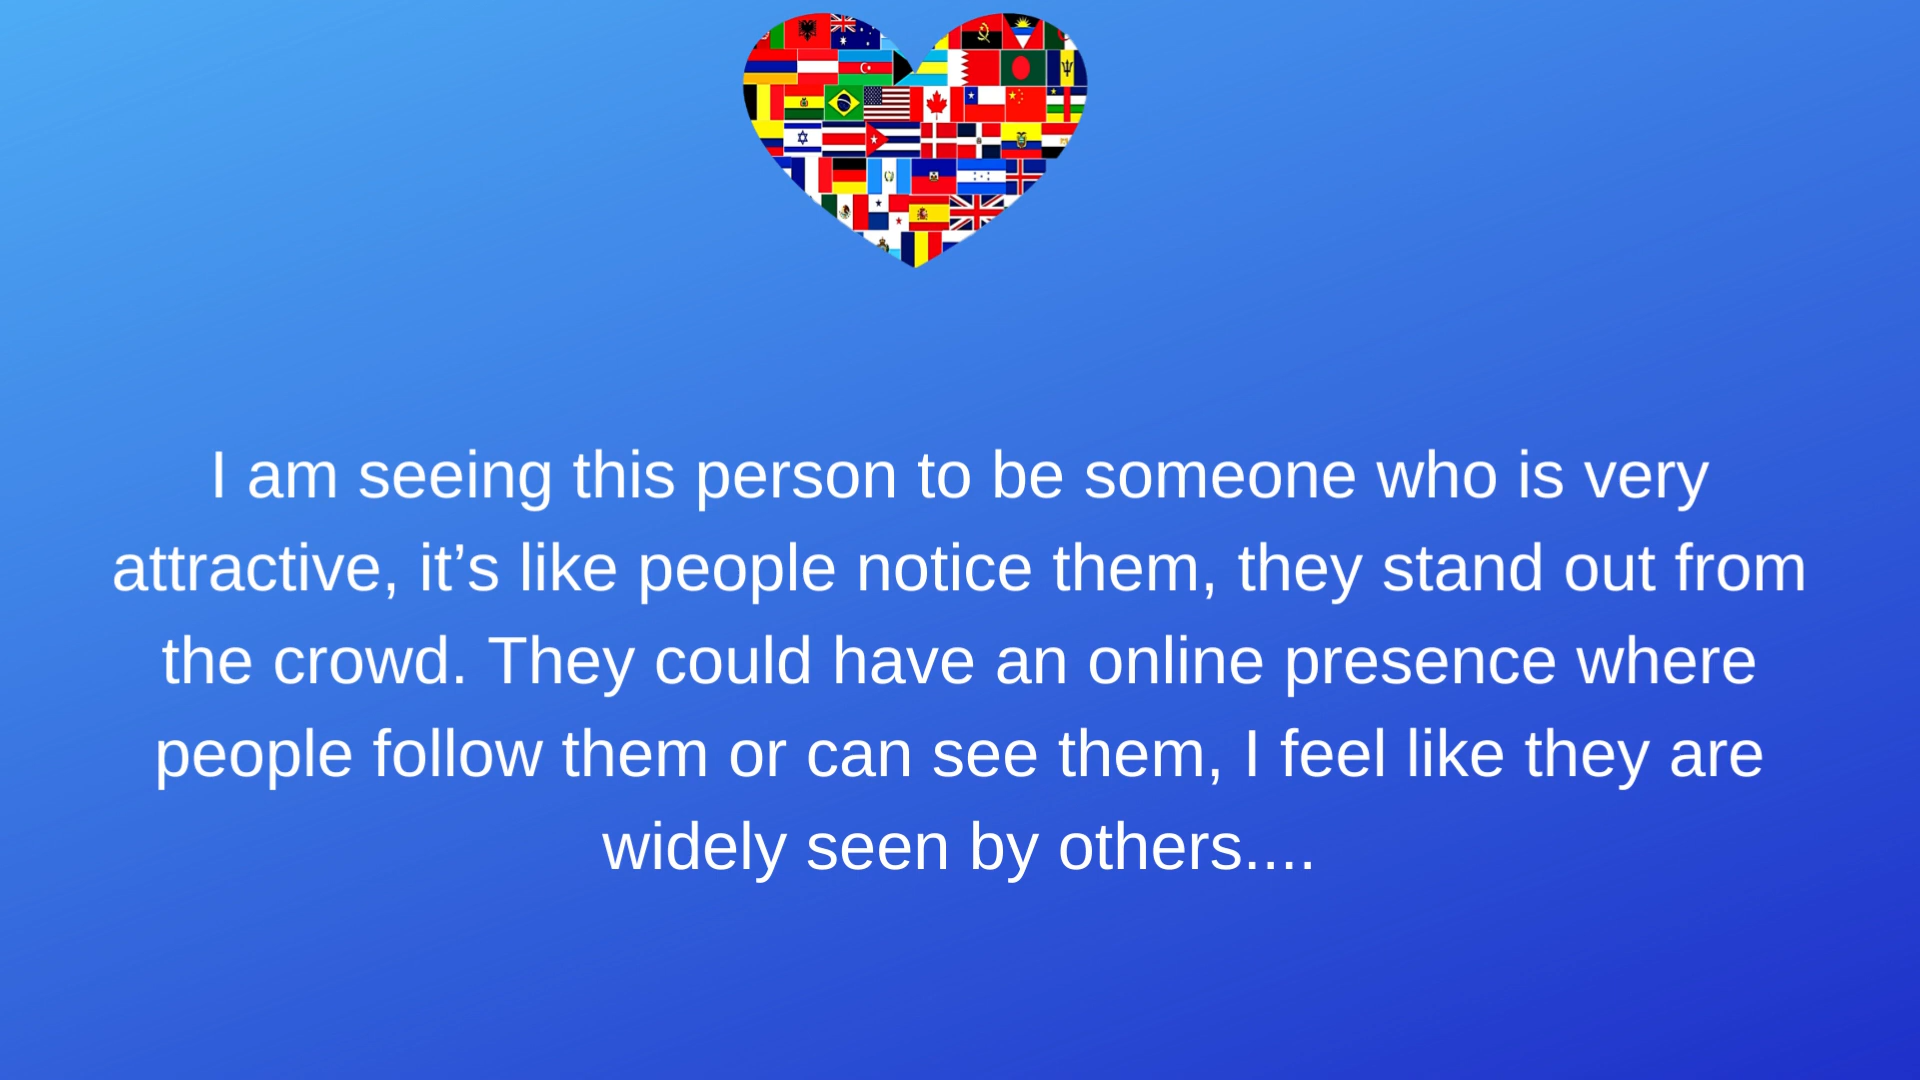 I am seeing this person to be someone who is very
attractive, it’s like people notice them, they stand out from
the crowd. They could have an online presence where
people follow them or can see them, I feel like they are
widely seen by others....